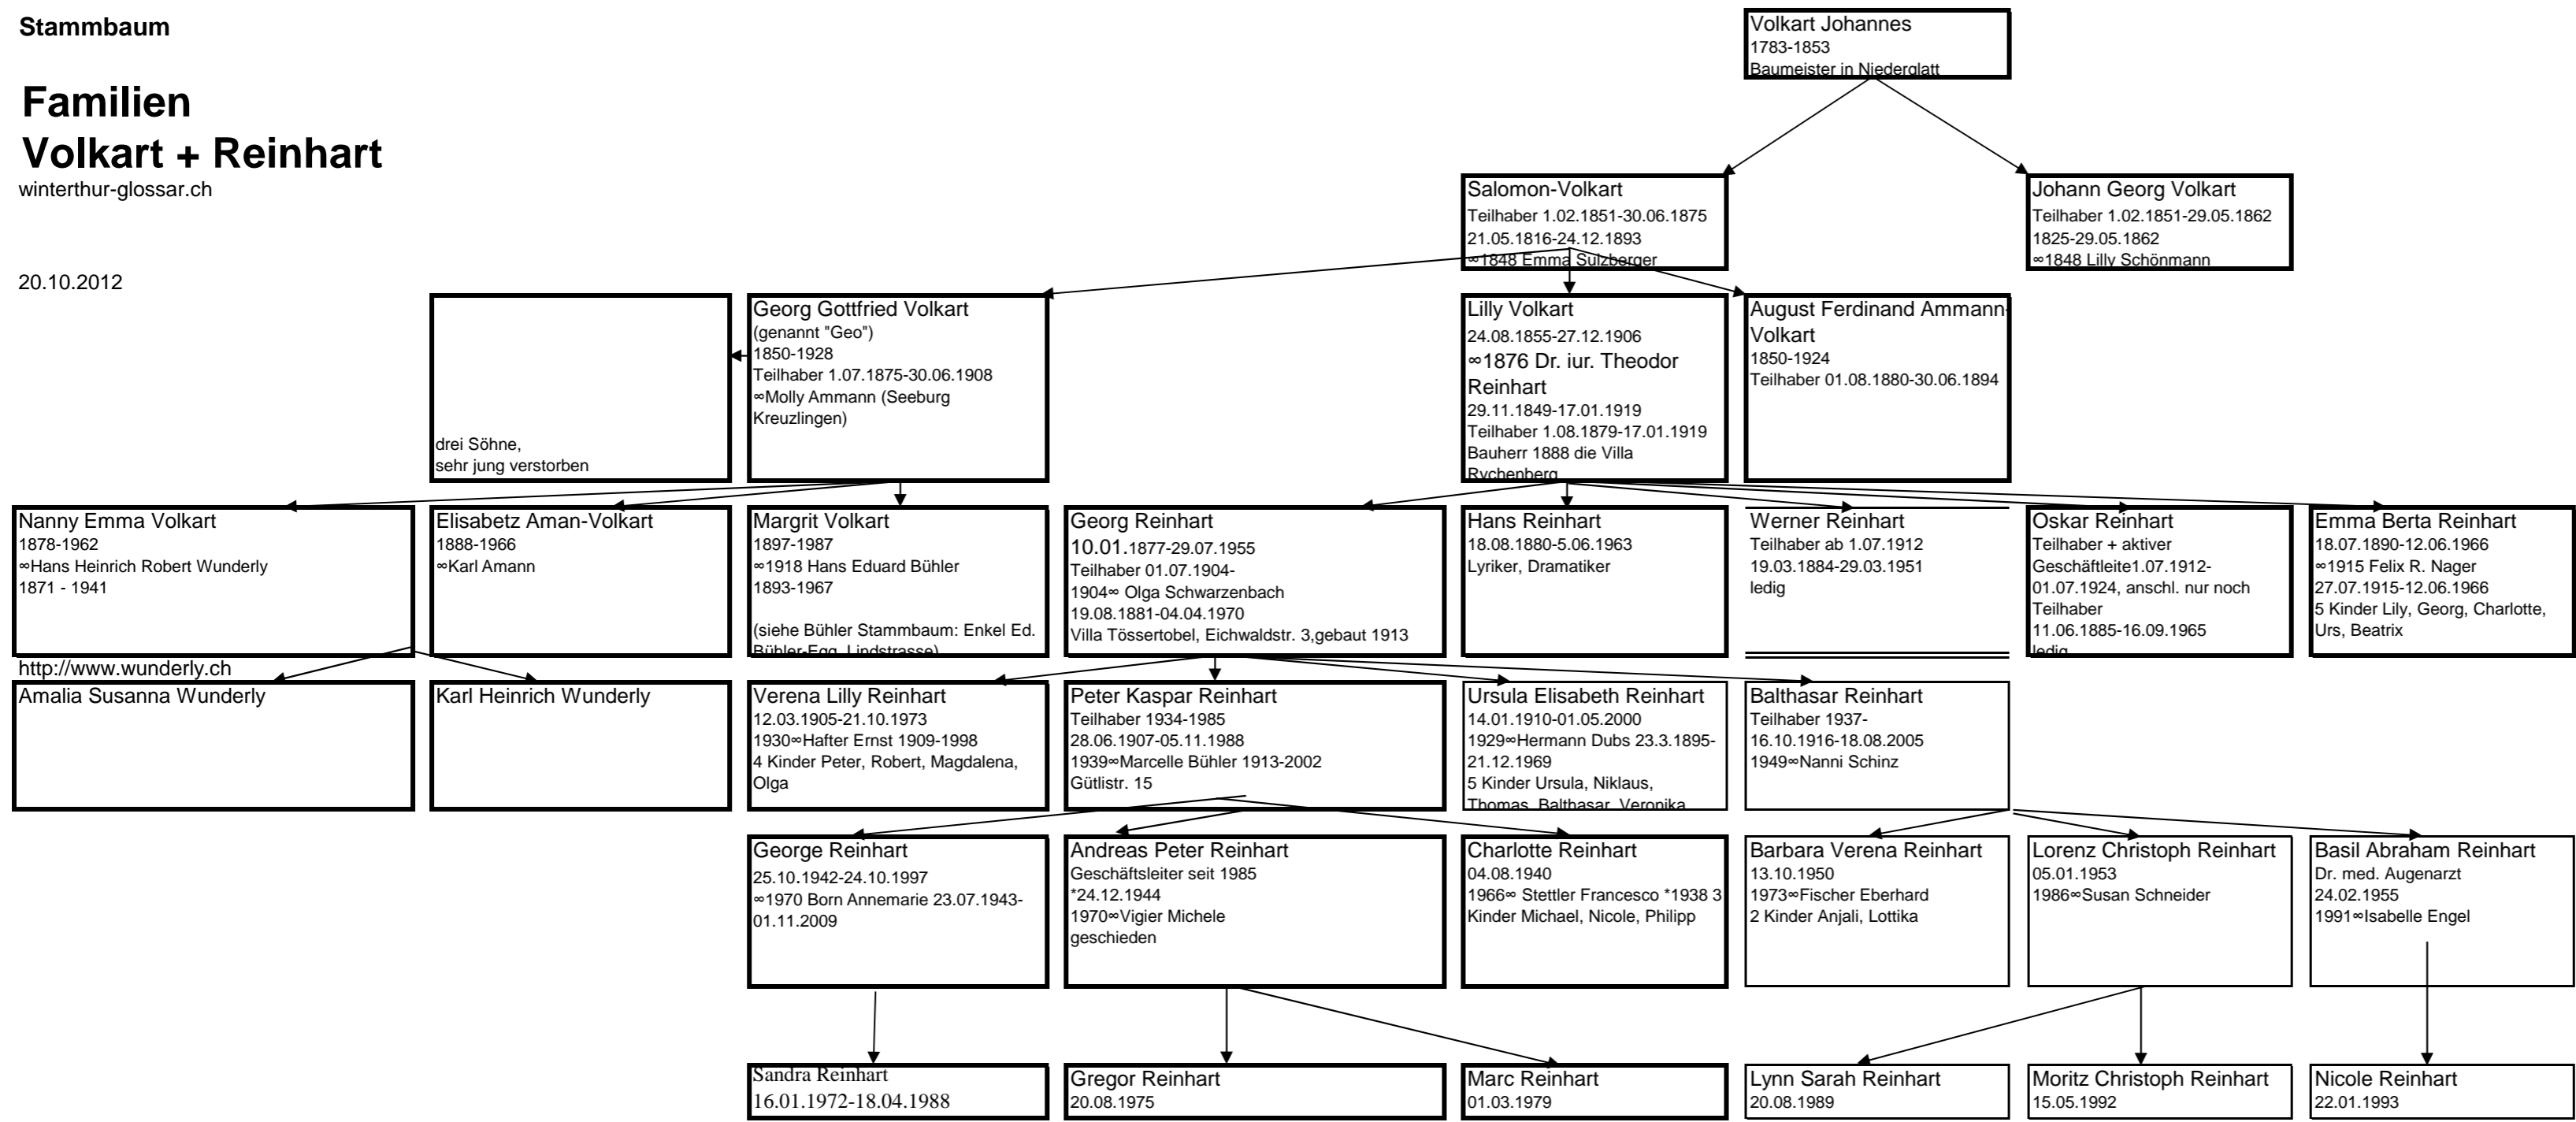 Stammbaum
Familien
Volkart + Reinhart
winterthur-glossar.ch
20.10.2012
Volkart Johannes
1783-1853
Baumeister in Niederglatt
Salomon-Volkart
Teilhaber 1.02.1851-30.06.1875
21.05.1816-24.12.1893
∞1848 Emma Sulzberger
Johann Georg Volkart
Teilhaber 1.02.1851-29.05.1862
1825-29.05.1862
∞1848 Lilly Schönmann
drei Söhne,
sehr jung verstorben
Georg Gottfried Volkart
(genannt "Geo")
1850-1928
Teilhaber 1.07.1875-30.06.1908
∞Molly Ammann (Seeburg
Kreuzlingen)
Lilly Volkart
24.08.1855-27.12.1906
∞1876 Dr. iur. Theodor
Reinhart
29.11.1849-17.01.1919
Teilhaber 1.08.1879-17.01.1919
Bauherr 1888 die Villa
Rychenberg
August Ferdinand Ammann-
Volkart
1850-1924
Teilhaber 01.08.1880-30.06.1894
Nanny Emma Volkart
1878-1962
∞Hans Heinrich Robert Wunderly
1871 - 1941
http://www.wunderly.ch
Elisabetz Aman-Volkart
1888-1966
∞Karl Amann
Margrit Volkart
1897-1987
∞1918 Hans Eduard Bühler
1893-1967
(siehe Bühler Stammbaum: Enkel Ed.
Bühler-Egg, Lindstrasse)
Georg Reinhart
10.01.1877-29.07.1955
Teilhaber 01.07.1904-
1904∞ Olga Schwarzenbach
19.08.1881-04.04.1970
Villa Tössertobel, Eichwaldstr. 3,gebaut 1913
Hans Reinhart
18.08.1880-5.06.1963
Lyriker, Dramatiker
Werner Reinhart
Teilhaber ab 1.07.1912
19.03.1884-29.03.1951
ledig
Oskar Reinhart
Teilhaber + aktiver
Geschäftleite1.07.1912-
01.07.1924, anschl. nur noch
Teilhaber
11.06.1885-16.09.1965
ledig
Emma Berta Reinhart
18.07.1890-12.06.1966
∞1915 Felix R. Nager
27.07.1915-12.06.1966
5 Kinder Lily, Georg, Charlotte,
Urs, Beatrix
Amalia Susanna Wunderly
Karl Heinrich Wunderly
Verena Lilly Reinhart
12.03.1905-21.10.1973
1930∞Hafter Ernst 1909-1998
4 Kinder Peter, Robert, Magdalena,
Olga
Peter Kaspar Reinhart
Teilhaber 1934-1985
28.06.1907-05.11.1988
1939∞Marcelle Bühler 1913-2002
Gütlistr. 15
Ursula Elisabeth Reinhart
14.01.1910-01.05.2000
1929∞Hermann Dubs 23.3.1895-
21.12.1969
5 Kinder Ursula, Niklaus,
Thomas, Balthasar, Veronika
Balthasar Reinhart
Teilhaber 1937-
16.10.1916-18.08.2005
1949∞Nanni Schinz
George Reinhart
25.10.1942-24.10.1997
∞1970 Born Annemarie 23.07.1943-
01.11.2009
Andreas Peter Reinhart
Geschäftsleiter seit 1985
*24.12.1944
1970∞Vigier Michele
geschieden
Charlotte Reinhart
04.08.1940
1966∞ Stettler Francesco *1938 3
Kinder Michael, Nicole, Philipp
Barbara Verena Reinhart
13.10.1950
1973∞Fischer Eberhard
2 Kinder Anjali, Lottika
Lorenz Christoph Reinhart
05.01.1953
1986∞Susan Schneider
Basil Abraham Reinhart
Dr. med. Augenarzt
24.02.1955
1991∞Isabelle Engel
Sandra Reinhart
16.01.1972-18.04.1988
Gregor Reinhart
20.08.1975
Marc Reinhart
01.03.1979
Lynn Sarah Reinhart
20.08.1989
Moritz Christoph Reinhart
15.05.1992
Nicole Reinhart
22.01.1993